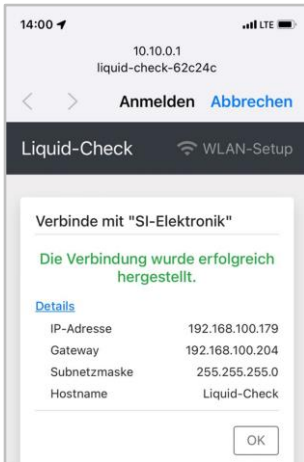 14:00 LTE
10.10.0.1
liquid-check-62c24c
Anmelden Abbrechen
Liquid-Check WLAN-Setup
Verbinde mit "SI-Elektronik"
Die Verbindung wurde erfolgreich
hergestellt.
Details
IP-Adresse 192.168.100.179
Gateway 192.168.100.204
Subnetzmaske 255.255.255.0
Hostname Liquid-Check
OK